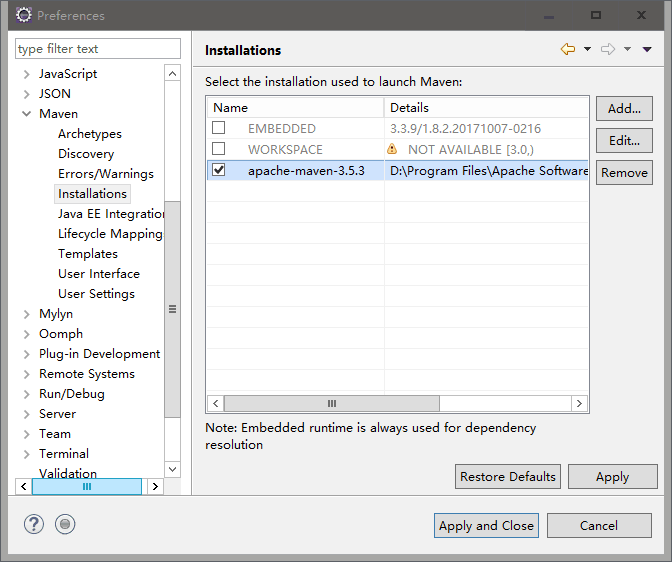 Preferences
type filter text
JavaScript
JSON
Maven
Archetypes
Discovery
Errors/Warnings
Installations
Java EE Integration
Lifecycle Mapping
Templates
User Interface
User Settings
Mylyn
Oomph
Plug-in Development
Remote Systems
Run/Debug
Server
Team
Terminal
Validation
Installations
Select the installation used to launch Maven:
Name Details
EMBEDDED 3.3.9/1.8.2.20171007-0216
WORKSPACE NOT AVAILABLE [3.0,)
apache-maven-3.5.3 D:\Program Files\Apache Software
Add...
Edit...
Remove
Note: Embedded runtime is always used for dependency
resolution
Restore Defaults Apply
? Apply and Close Cancel